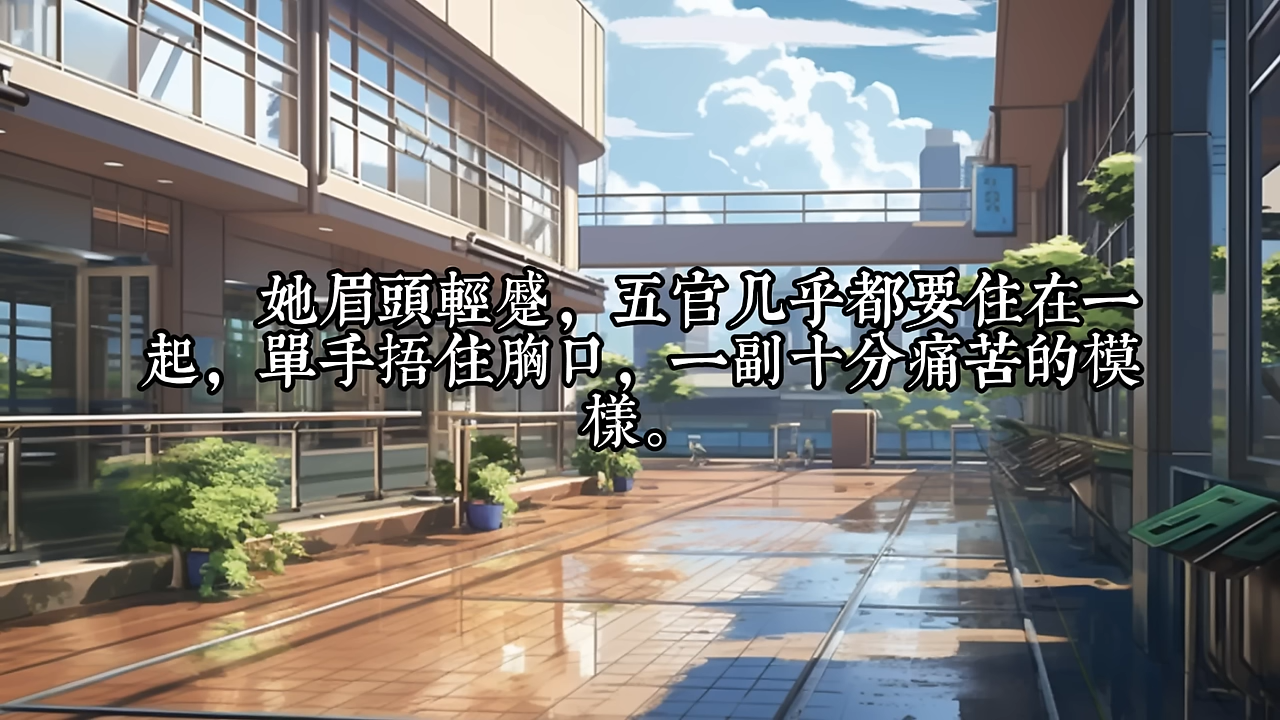 她眉頭輕蹙，五官几乎都要住在一
起，單手捂住胸口，一副十分痛苦的模
樣。